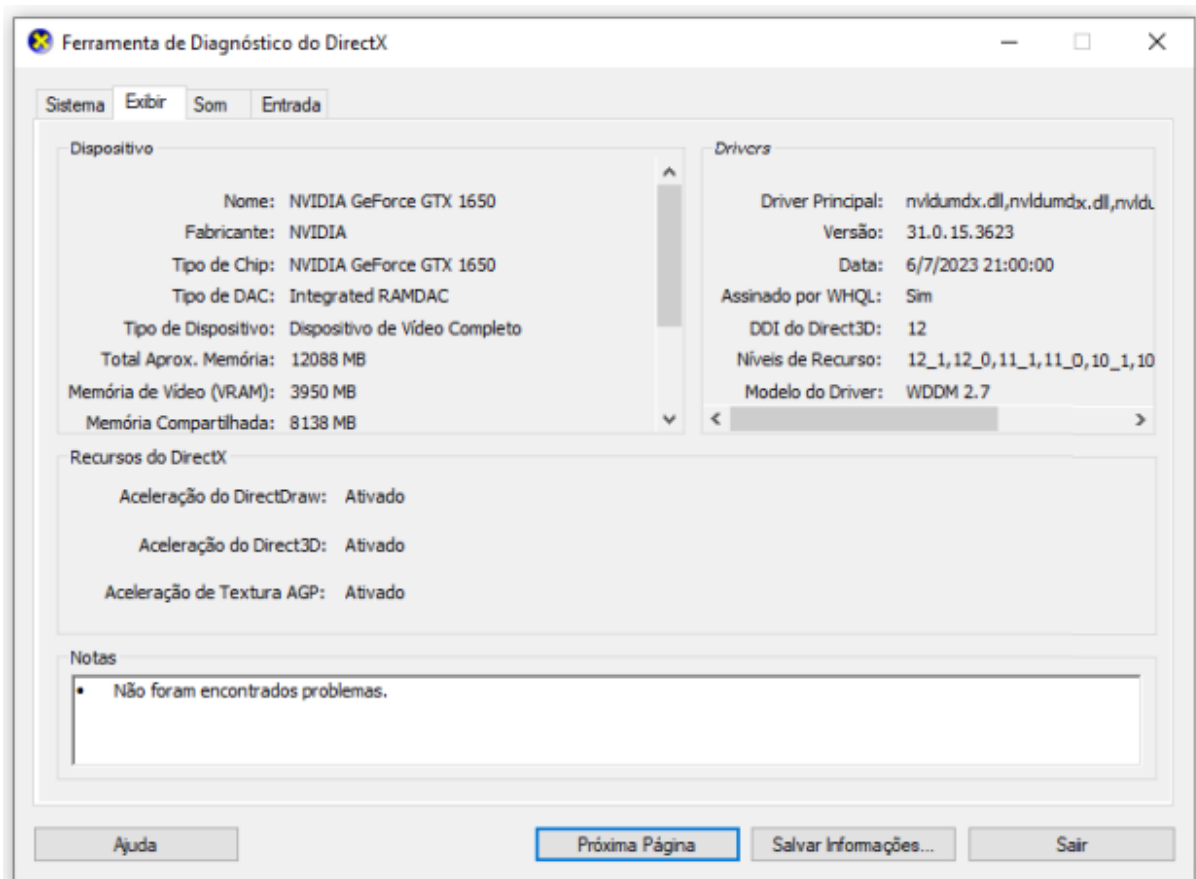 Ferramenta de Diagnóstico do DirectX
Sistema Exibir Som Entrada
Dispositivo
Nome: NVIDIA GeForce GTX 1650
Fabricante: NVIDIA
Tipo de Chip: NVIDIA GeForce GTX 1650
Tipo de DAC: Integrated RAMDAC
Tipo de Dispositivo: Dispositivo de Vídeo Completo
Total Aprox. Memória: 12088 MB
Memória de Vídeo (VRAM): 3950 MB
Memória Compartilhada: 8138 MB
Drivers
Driver Principal: nvldumdx.dll,nvldumdx.dll,nvldu
Versão: 31.0.15.3623
Data: 6/7/2023 21:00:00
Assinado por WHQL: Sim
DDI do Direct3D: 12
Níveis de Recurso: 12_1,12_0,11_1,11_0,10_1,10
Modelo do Driver: WDDM 2.7
Recursos do DirectX
Aceleração do DirectDraw: Ativado
Aceleração do Direct3D: Ativado
Aceleração de Textura AGP: Ativado
Notas
• Não foram encontrados problemas.
Ajuda Próxima Página Salvar Informações... Sair